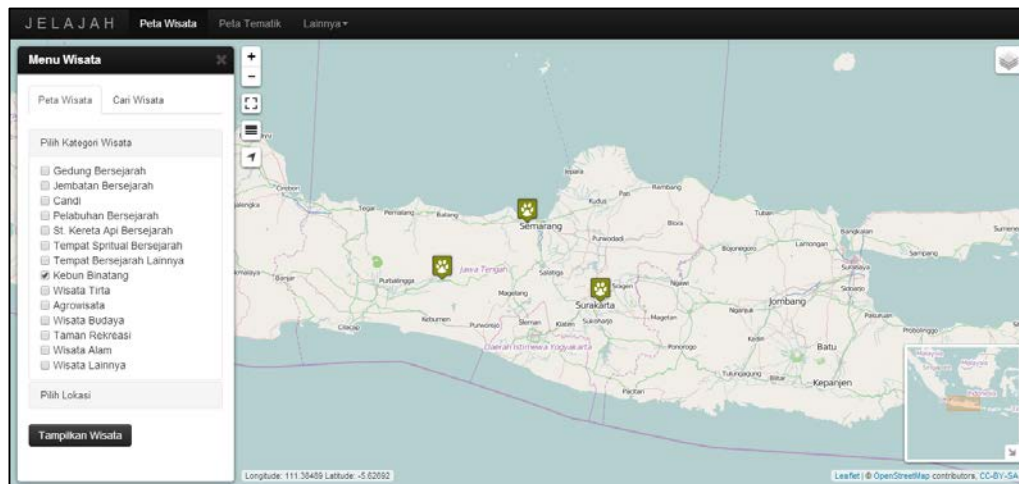 JELAJAH Peta Wisata Peta Tematik Lainnya
Menu Wisata
Peta Wisata Cari Wisata
Pilih Kategori Wisata
Gedung Bersejarah
Jembatan Bersejarah
Candi
Pelabuhan Bersejarah
St. Kereta Api Bersejarah
Tempat Spritual Bersejarah
Tempat Bersejarah Lainnya
Kebun Binatang
Wisata Tirta
Agrowisata
Wisata Budaya
Taman Rekreasi
Wisata Alam
Wisata Lainnya
Pilih Lokasi
Tampilkan Wisata
+
−
Jepara
Cirebon
Pati Rembang
Kudus
Tegal Pemalang Batang
Tuban
Semarang
Blora
Lamongan
Bangkalan
Sampang
Purwodadi
Bojonegoro
Surabaya
Jawa Tengah
Salatiga
Banjar
Purbalingga
Sragen
Ngawi
Sidoarjo
Magelang
Surakarta
Jombang
Kebumen
Nganjuk
Pasuruan
Cilacap
Purworejo
Sleman Klaten Sukoharjo
Magetan
Probolinggo
Daerah Istimewa Yogyakarta
Ponorogo
Kediri
Batu
Tulungagung
Blitar
Kepanjen
Pacitan
Malaysia
Malaysia
Indonesia
Longitude: 111.38489 Latitude: -5.62692
Leaflet | © OpenStreetMap contributors, CC-BY-SA